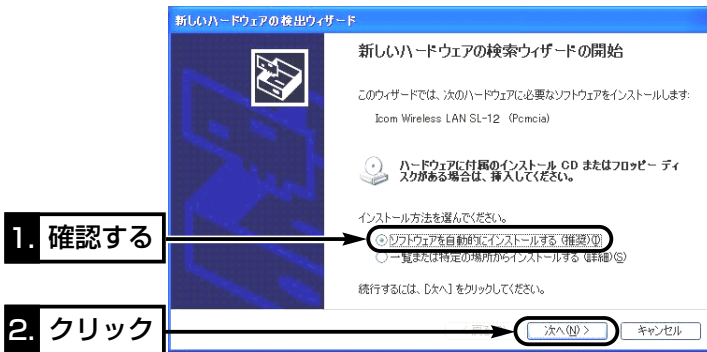 新しいハードウェアの検出ウィザード
新しいハードウェアの検索ウィザードの開始
このウィザードでは、次のハードウェアに必要なソフトウェアをインストールします:
Icom Wireless LAN SL-12 (Pcmcia)
ハードウェアに付属のインストール CD またはフロッピー ディ
スクがある場合は、挿入してください。
インストール方法を選んでください。
1. 確認する
ソフトウェアを自動的にインストールする (推奨)(I)
一覧または特定の場所からインストールする (詳細)(S)
続行するには、[次へ] をクリックしてください。
2. クリック
次へ(N) >
キャンセル